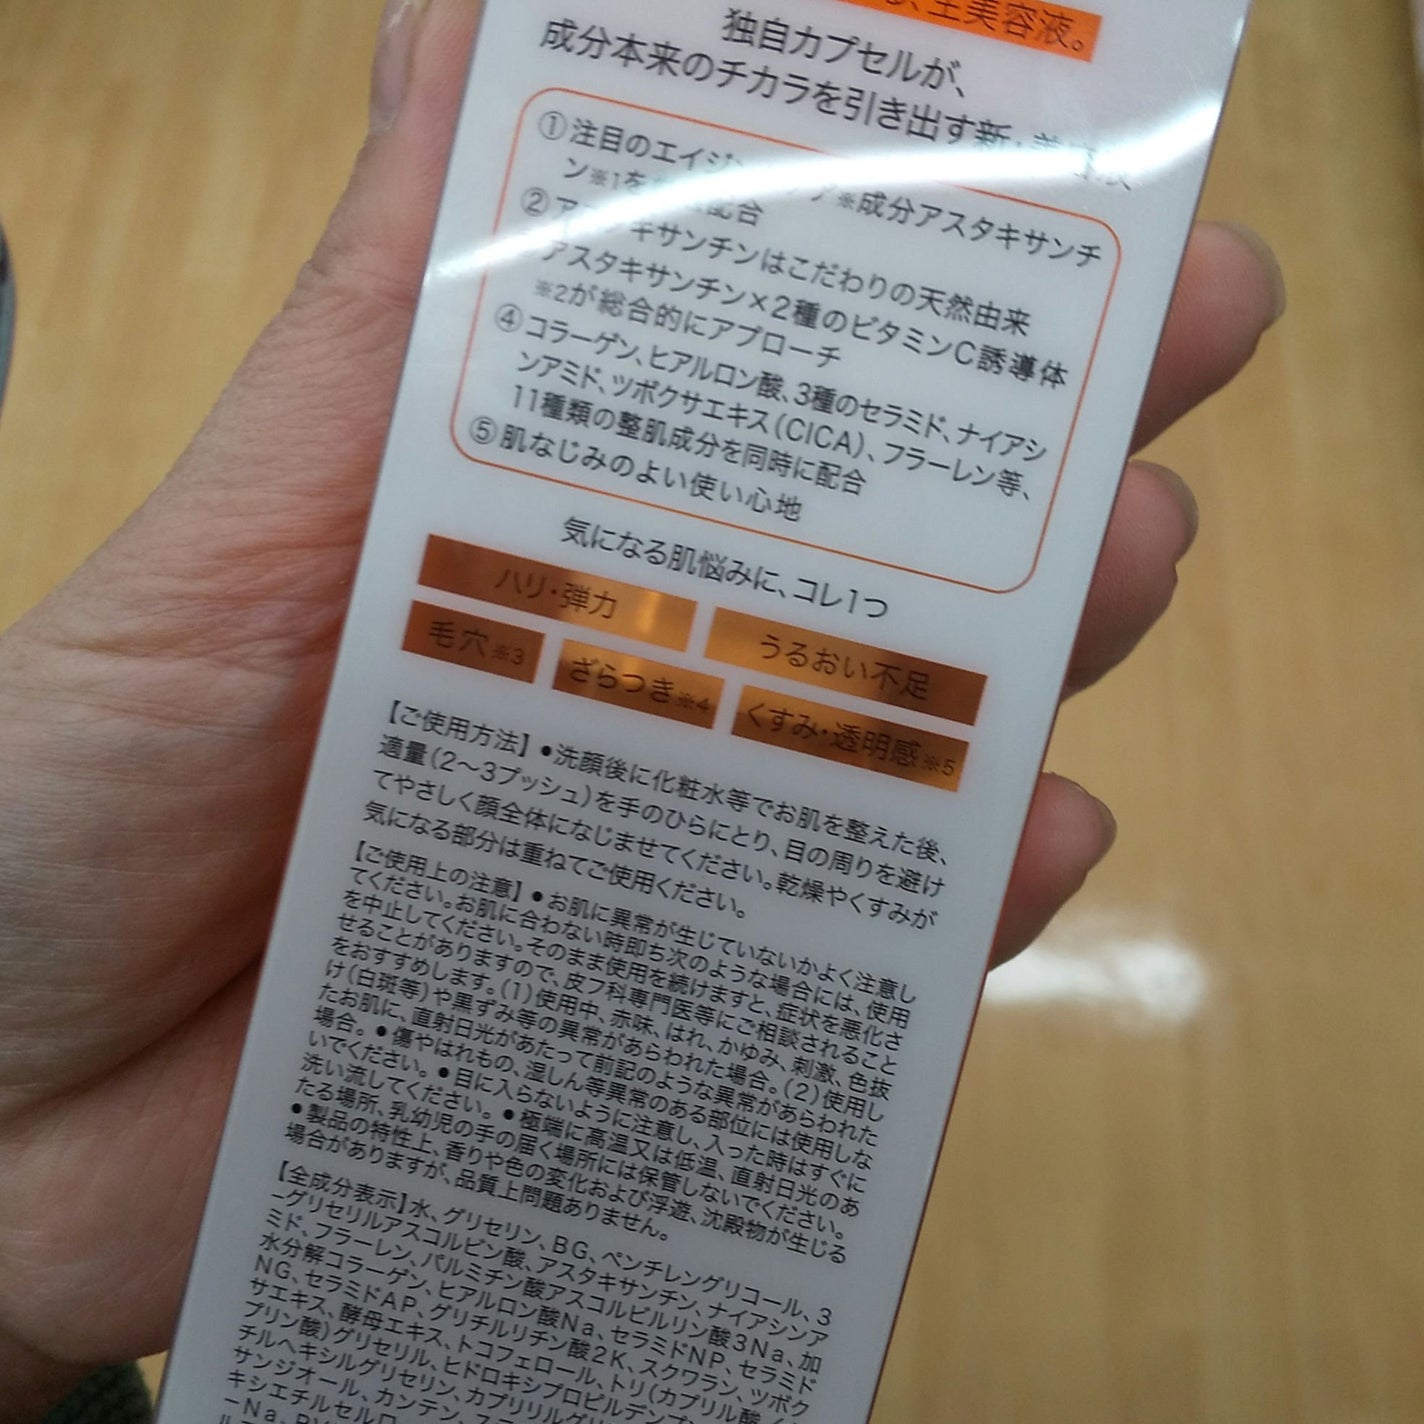 生美容液。
独自カプセルが、
成分本来のチカラを引き出す新・美容液
①注目のエイジングケア※成分アスタキサンチ
ン※1を 配合
②アスタキサンチンはこだわりの天然由来
アスタキサンチン×2種のビタミンC誘導体
※2が総合的にアプローチ
④コラーゲン、ヒアルロン酸、3種のセラミド、ナイアシ
ンアミド、ツボクサエキス(CICA)、フラーレン等、
11種類の整肌成分を同時に配合
⑤肌なじみのよい使い心地
気になる肌悩みに、コレ1つ
ハリ・弾力
うるおい不足
毛穴※3
ざらつき※4
くすみ・透明感※5
【ご使用方法】●洗顔後に化粧水等でお肌を整えた後、
適量(2〜3プッシュ)を手のひらにとり、目の周りを避け
てやさしく顔全体になじませてください。乾燥やくすみが
気になる部分は重ねてご使用ください。
【ご使用上の注意】●お肌に異常が生じていないかよく注意し
てください。お肌に合わない時即ち次のような場合には、使用
を中止してください。そのまま使用を続けますと、症状を悪化さ
せることがありますので、皮フ科専門医等にご相談されること
をおすすめします。(1)使用中、赤味、はれ、かゆみ、刺激、色抜
け(白斑等)や黒ずみ等の異常があらわれた場合。(2)使用し
たお肌に、直射日光があたって前記のような異常があらわれた
場合。●傷やはれもの、湿しん等異常のある部位には使用しな
いでください。●目に入らないように注意し、入った時はすぐに
洗い流してください。●極端に高温又は低温、直射日光のあ
たる場所、乳幼児の手の届く場所には保管しないでください。
●製品の特性上、香りや色の変化および浮遊、沈殿物が生じる
場合がありますが、品質上問題ありません。
【全成分表示】水、グリセリン、BG、ペンチレングリコール、3
-グリセリルアスコルビン酸、アスタキサンチン、ナイアシンア
ミド、フラーレン、パルミチン酸アスコルビルリン酸3Na、加
水分解コラーゲン、ヒアルロン酸Na、セラミドNP、セラミド
NG、セラミドAP、グリチルリチン酸2K、スクワラン、ツボク
サエキス、酵母エキス、トコフェロール、トリ(カプリル酸/カ
プリン酸)グリセリル、ヒドロキシプロピルデンプン
チルヘキシルグリセリン、カプリリルグリ
サンジオール、カンテン、
キシエチルセルロ
-Na、